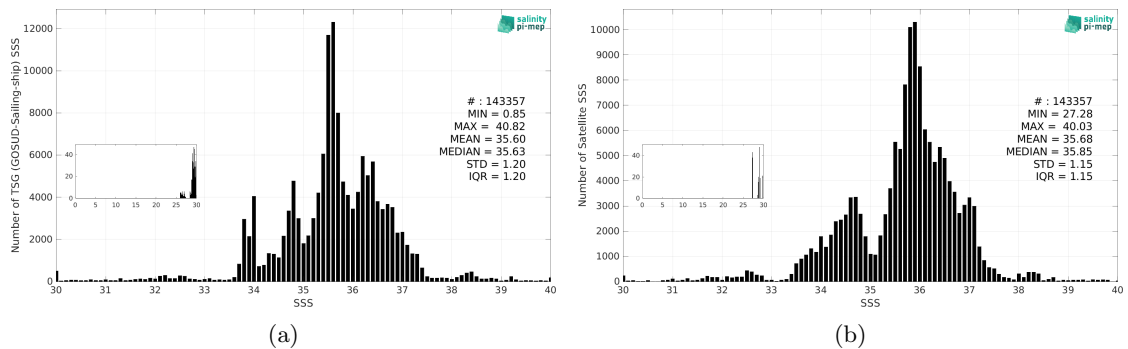 salinity
pi-mep
Number of TSG (GOSUD-Sailing-ship) SSS
12000
10000
8000
6000
4000
2000
0
# : 143357
MIN = 0.85
MAX = 40.82
MEAN = 35.60
MEDIAN = 35.63
STD = 1.20
IQR = 1.20
40
20
0
0 5 10 15 20 25 30
30 31 32 33 34 35 36 37 38 39 40
SSS
(a)
salinity
pi-mep
Number of Satellite SSS
10000
9000
8000
7000
6000
5000
4000
3000
2000
1000
0
# : 143357
MIN = 27.28
MAX = 40.03
MEAN = 35.68
MEDIAN = 35.85
STD = 1.15
IQR = 1.15
40
20
0
0 5 10 15 20 25 30
30 31 32 33 34 35 36 37 38 39 40
SSS
(b)